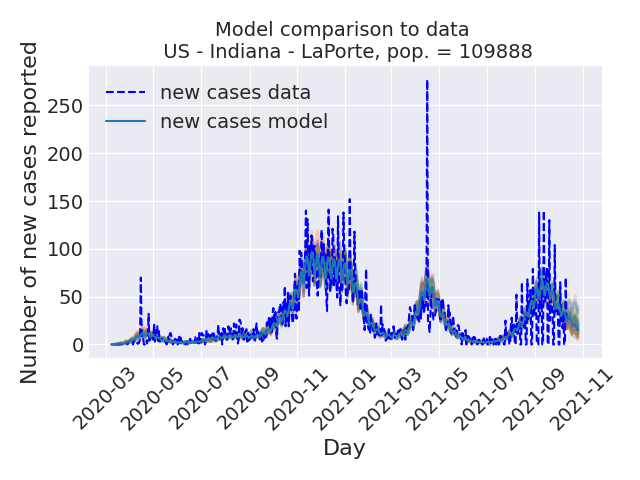 Model comparison to data
US - Indiana - LaPorte, pop. = 109888
Number of new cases reported
250
200
150
100
50
0
new cases data
new cases model
2020-03
2020-05
2020-07
2020-09
2020-11
2021-01
2021-03
2021-05
2021-07
2021-09
2021-11
Day